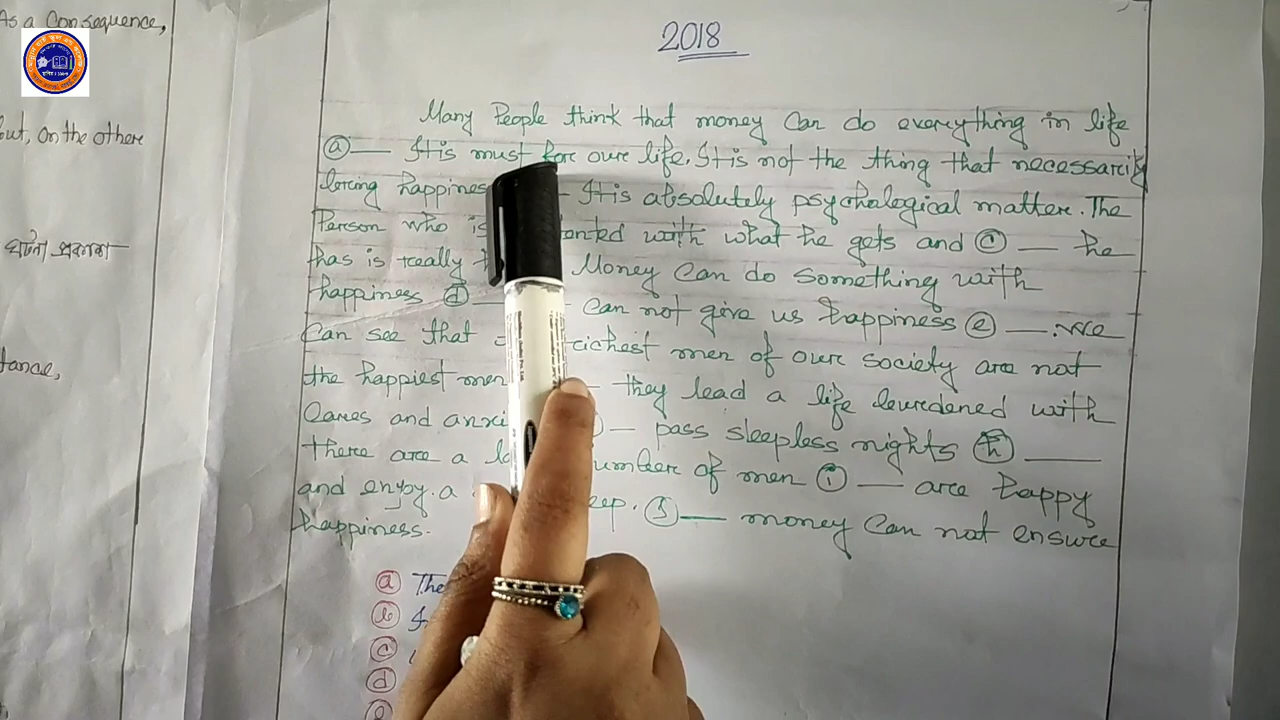 As a Consequence,
but, on the others
ঘটনা প্রবাহ
tance,
2018
Many People think that money can do everything in life
ⓐ — It is must for our life. It is not the thing that necessarily
bring happines — It is absolutely psychological matter. The
Person who is with what he gets and ⓒ — he
has is really Money Can do something with
happiness ⓓ — can not give us happiness ⓔ —. We
Can see that richest men of our society are not
the happiest men — they lead a life burdened with
Cares and — pass sleepless nights ⓗ —
there are a number of men ⓘ — are happy
and enjoy. a ⓙ — money can not ensure
happiness.
ⓐ The
ⓑ
ⓒ
ⓓ
ⓔ